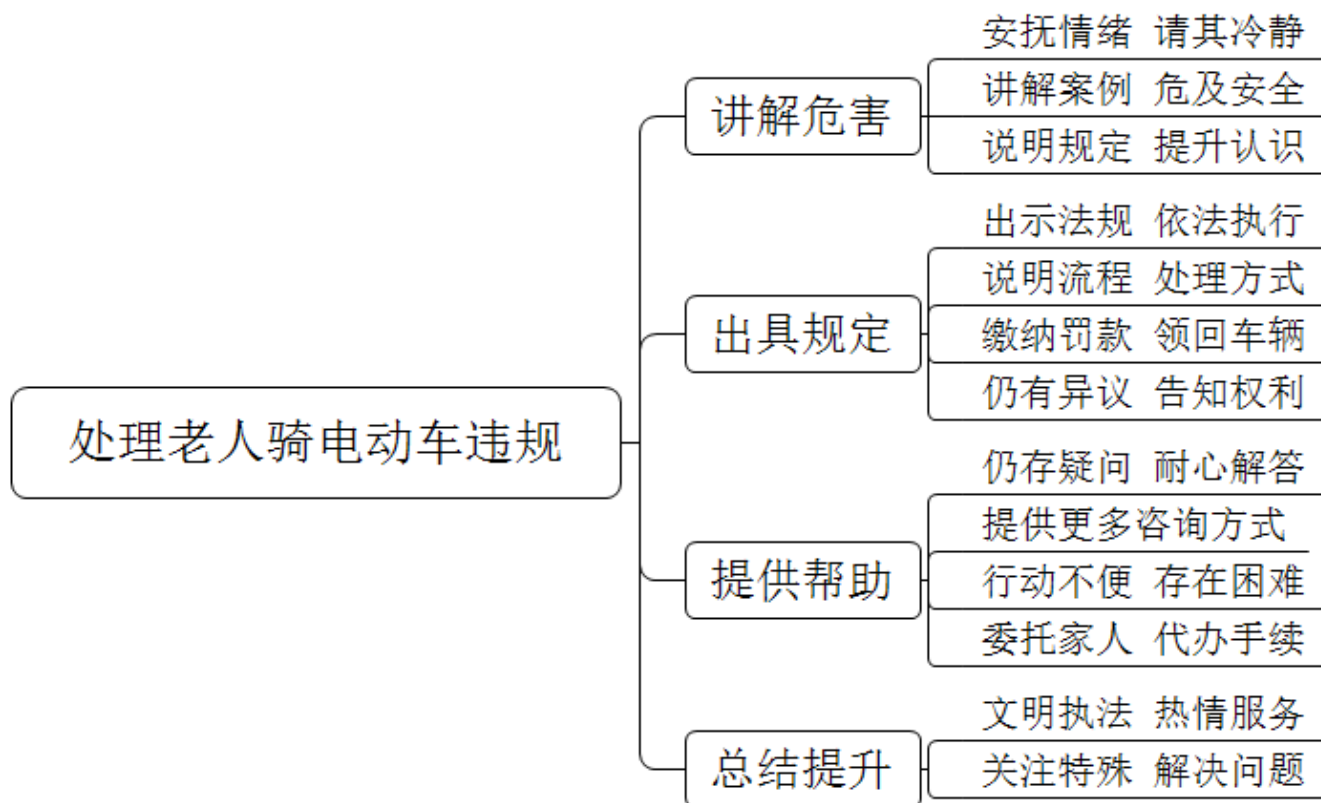 处理老人骑电动车违规
讲解危害
安抚情绪 请其冷静
讲解案例 危及安全
说明规定 提升认识
出具规定
出示法规 依法执行
说明流程 处理方式
缴纳罚款 领回车辆
仍有异议 告知权利
提供帮助
仍存疑问 耐心解答
提供更多咨询方式
行动不便 存在困难
委托家人 代办手续
总结提升
文明执法 热情服务
关注特殊 解决问题